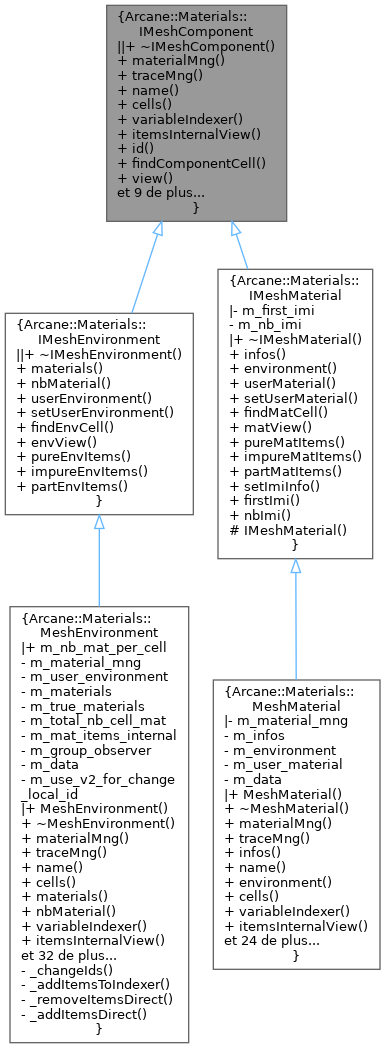 {Arcane::Materials::
IMeshComponent
||+ ~IMeshComponent()
+ materialMng()
+ traceMng()
+ name()
+ cells()
+ variableIndexer()
+ itemsInternalView()
+ id()
+ findComponentCell()
+ view()
et 9 de plus...
}
{Arcane::Materials::
IMeshEnvironment
||+ ~IMeshEnvironment()
+ materials()
+ nbMaterial()
+ userEnvironment()
+ setUserEnvironment()
+ findEnvCell()
+ envView()
+ pureEnvItems()
+ impureEnvItems()
+ partEnvItems()
}
{Arcane::Materials::
IMeshMaterial
|- m_first_imi
- m_nb_imi
|+ ~IMeshMaterial()
+ infos()
+ environment()
+ userMaterial()
+ setUserMaterial()
+ findMatCell()
+ matView()
+ pureMatItems()
+ impureMatItems()
+ partMatItems()
+ setImiInfo()
+ firstImi()
+ nbImi()
# IMeshMaterial()
}
{Arcane::Materials::
MeshEnvironment
|+ m_nb_mat_per_cell
- m_material_mng
- m_user_environment
- m_materials
- m_true_materials
- m_total_nb_cell_mat
- m_mat_items_internal
- m_group_observer
- m_data
- m_use_v2_for_change
_local_id
|+ MeshEnvironment()
+ ~MeshEnvironment()
+ materialMng()
+ traceMng()
+ name()
+ cells()
+ materials()
+ nbMaterial()
+ variableIndexer()
+ itemsInternalView()
et 32 de plus...
- _changeIds()
- _addItemsToIndexer()
- _removeItemsDirect()
- _addItemsDirect()
}
{Arcane::Materials::
MeshMaterial
|- m_material_mng
- m_infos
- m_environment
- m_user_material
- m_data
|+ MeshMaterial()
+ ~MeshMaterial()
+ materialMng()
+ traceMng()
+ infos()
+ name()
+ environment()
+ cells()
+ variableIndexer()
+ itemsInternalView()
et 24 de plus...
}